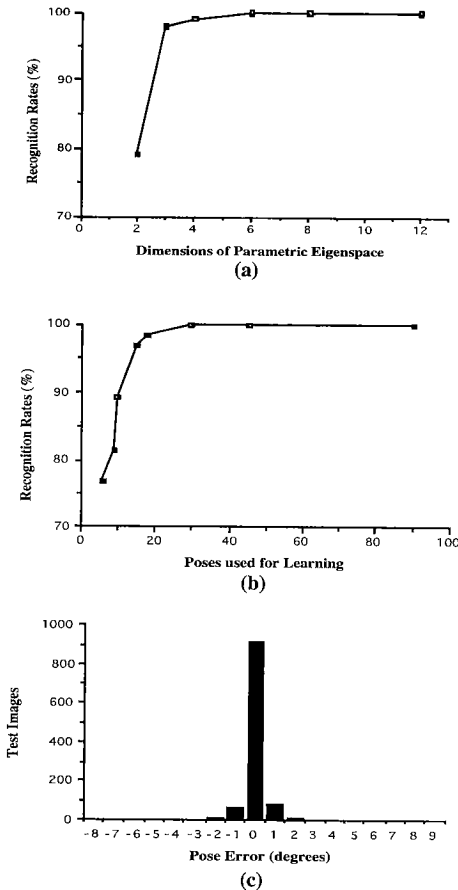 100
90
80
70
Recognition Rates (%)
0 2 4 6 8 10 12
Dimensions of Parametric Eigenspace
(a)
100
90
80
70
Recognition Rates (%)
0 20 40 60 80 100
Poses used for Learning
(b)
1000
800
600
400
200
0
Test Images
-8 -7 -6 -5 -4 -3 -2 -1 0 1 2 3 4 5 6 7 8 9
Pose Error (degrees)
(c)